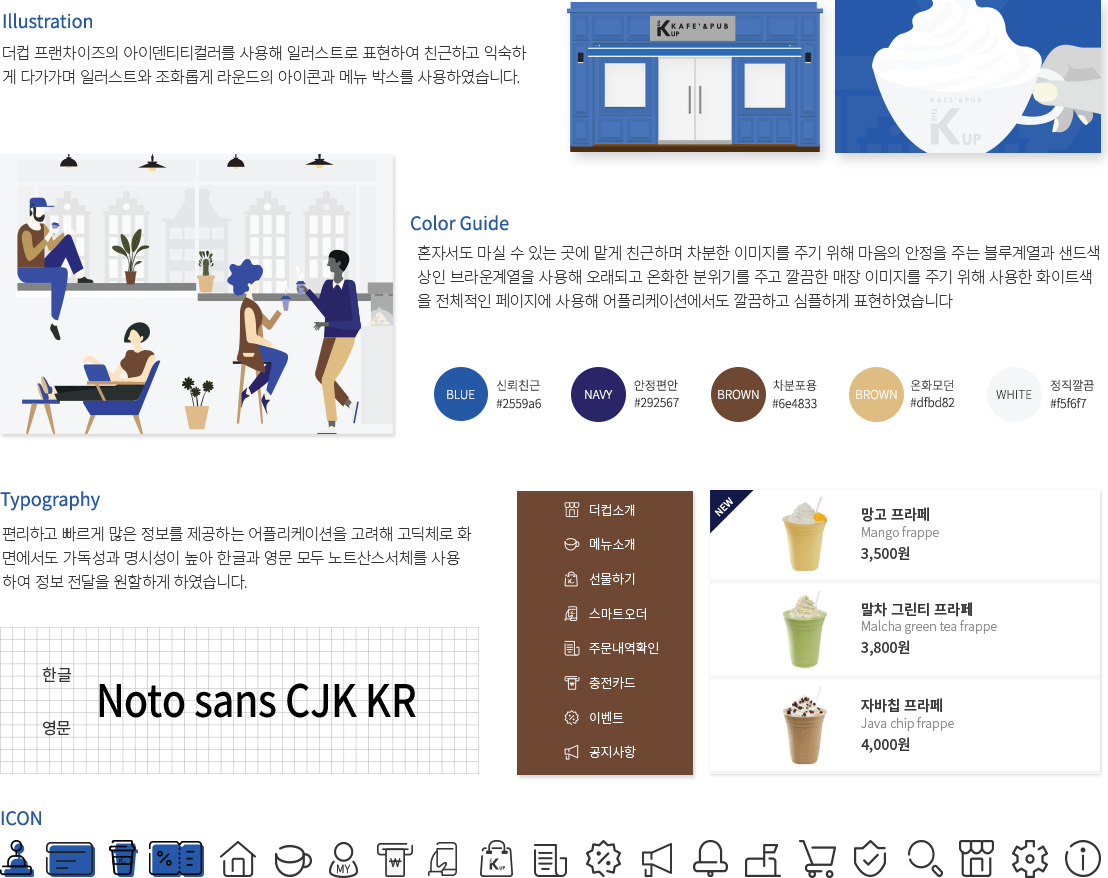 Illustration
더컵 프랜차이즈의 아이덴티티컬러를 사용해 일러스트로 표현하여 친근하고 익숙하
게 다가가며 일러스트와 조화롭게 라운드의 아이콘과 메뉴 박스를 사용하였습니다.
THE KUP KAFE'&PUB
KAFE'&PUB
THE
KUP
Color Guide
혼자서도 마실 수 있는 곳에 맡게 친근하며 차분한 이미지를 주기 위해 마음의 안정을 주는 블루계열과 샌드색
상인 브라운계열을 사용해 오래되고 온화한 분위기를 주고 깔끔한 매장 이미지를 주기 위해 사용한 화이트색
을 전체적인 페이지에 사용해 어플리케이션에서도 깔끔하고 심플하게 표현하였습니다
BLUE 신뢰친근 #2559a6
NAVY 안정편안 #292567
BROWN 차분포용 #6e4833
BROWN 온화모던 #dfbd82
WHITE 정직깔끔 #f5f6f7
Typography
편리하고 빠르게 많은 정보를 제공하는 어플리케이션을 고려해 고딕체로 화
면에서도 가독성과 명시성이 높아 한글과 영문 모두 노트산스서체를 사용
하여 정보 전달을 원할하게 하였습니다.
한글
영문
Noto sans CJK KR
더컵소개
메뉴소개
선물하기
스마트오더
주문내역확인
충전카드
이벤트
공지사항
NEW
망고 프라페
Mango frappe
3,500원
말차 그린티 프라페
Malcha green tea frappe
3,800원
자바칩 프라페
Java chip frappe
4,000원
ICON
%
MY
₩
KUP
%